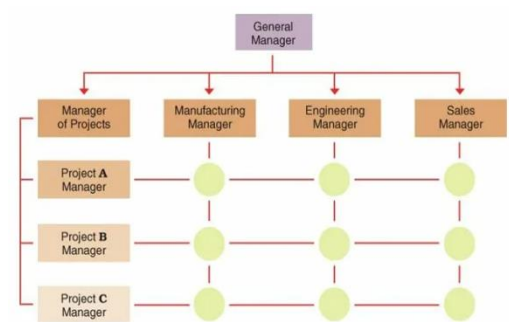 General
Manager
Manager
of Projects
Manufacturing
Manager
Engineering
Manager
Sales
Manager
Project A
Manager
Project B
Manager
Project C
Manager